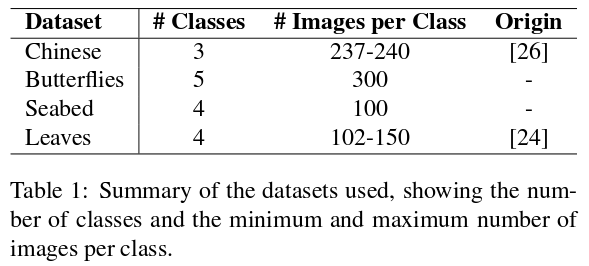 Dataset # Classes # Images per Class Origin
Chinese 3 237-240 [26]
Butterflies 5 300 -
Seabed 4 100 -
Leaves 4 102-150 [24]
Table 1: Summary of the datasets used, showing the num-
ber of classes and the minimum and maximum number of
images per class.